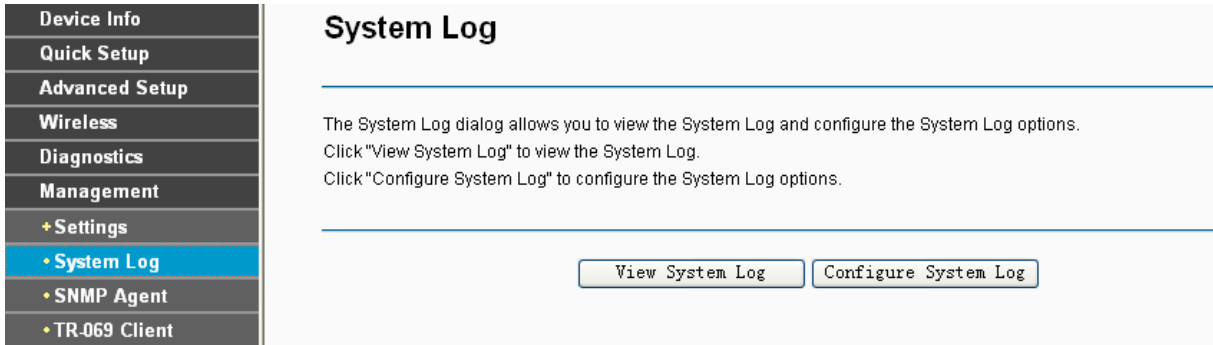 Device Info
Quick Setup
Advanced Setup
Wireless
Diagnostics
Management
+Settings
•System Log
•SNMP Agent
•TR-069 Client
System Log
The System Log dialog allows you to view the System Log and configure the System Log options.
Click "View System Log" to view the System Log.
Click "Configure System Log" to configure the System Log options.
View System Log
Configure System Log